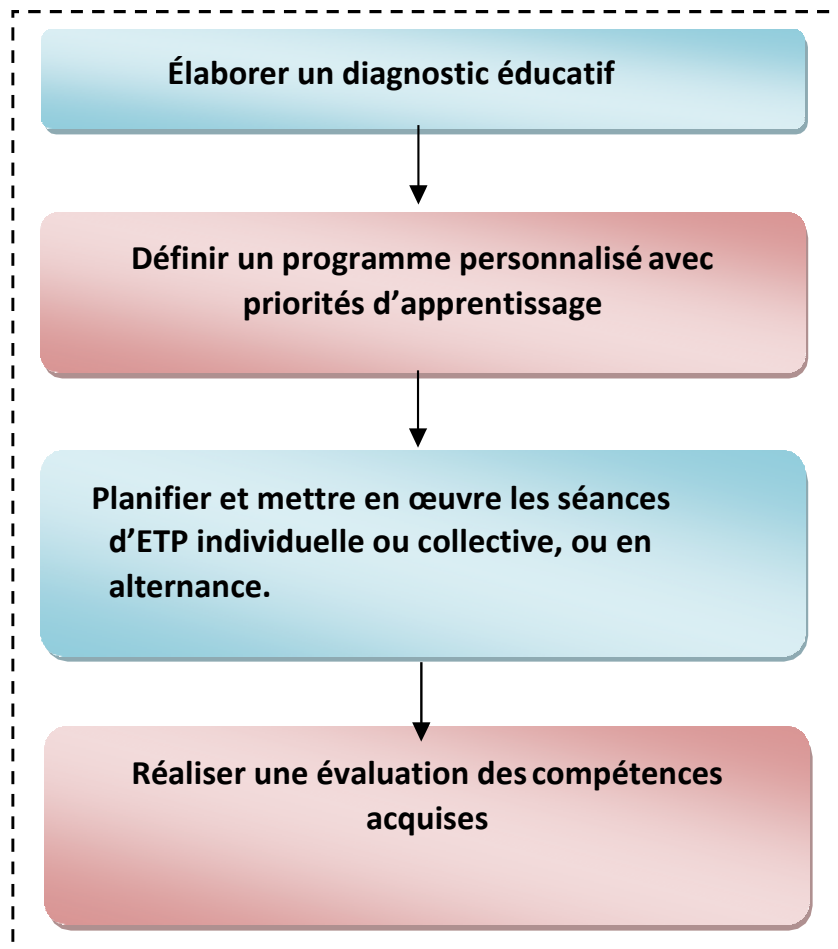 Élaborer un diagnostic éducatif
Définir un programme personnalisé avec
priorités d’apprentissage
Planifier et mettre en œuvre les séances
d’ETP individuelle ou collective, ou en
alternance.
Réaliser une évaluation des compétences
acquises